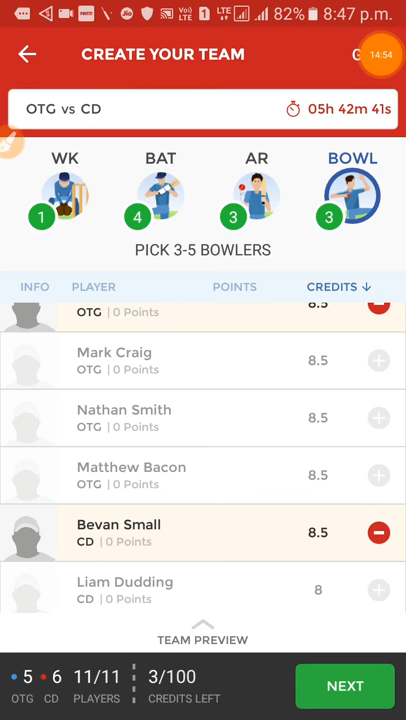 Vo)) LTE 1 LTE 82% 8:47 p.m.
CREATE YOUR TEAM G 14:54
OTG vs CD 05h 42m 41s
WK BAT AR BOWL
1 4 3 3
PICK 3-5 BOWLERS
INFO PLAYER POINTS CREDITS ↓
8.5
OTG | 0 Points
Mark Craig 8.5
OTG | 0 Points
Nathan Smith 8.5
OTG | 0 Points
Matthew Bacon 8.5
OTG | 0 Points
Bevan Small 8.5
CD | 0 Points
Liam Dudding 8
CD | 0 Points
TEAM PREVIEW
5 6 11/11 3/100 NEXT
OTG CD PLAYERS CREDITS LEFT